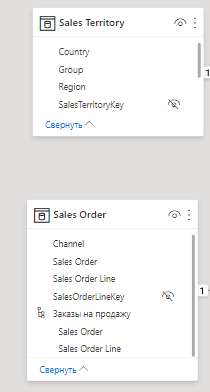 Sales Territory
Country
Group
Region
SalesTerritoryKey
Свернуть
1
Sales Order
Channel
Sales Order
Sales Order Line
SalesOrderLineKey
Заказы на продажу
Sales Order
Sales Order Line
Свернуть
1